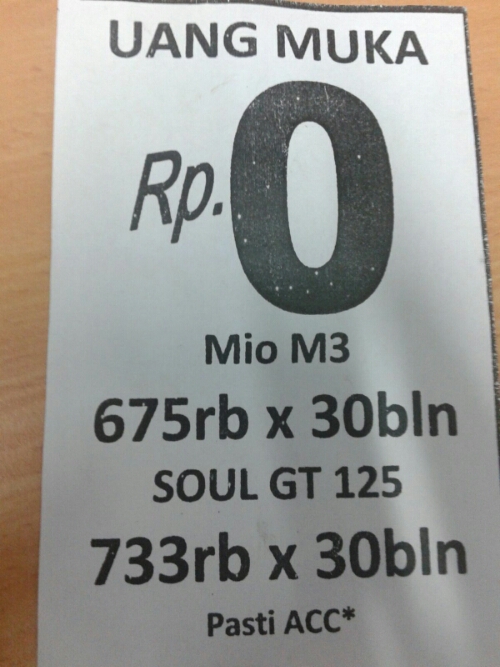 UANG MUKA
Rp. 0
Mio M3
675rb x 30bln
SOUL GT 125
733rb x 30bln
Pasti ACC*